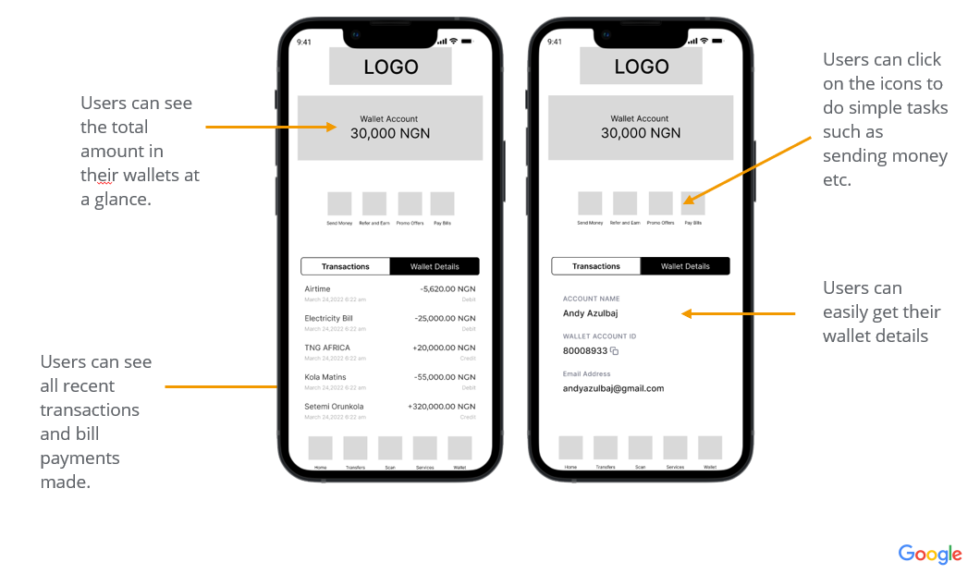 Users can see
the total
amount in
their wallets at
a glance.
Users can see
all recent
transactions
and bill
payments
made.
9:41
LOGO
Wallet Account
30,000 NGN
Send Money Refer and Earn Promo Offers Pay Bills
Transactions Wallet Details
Airtime -5,620.00 NGN
March 24,2022 6:22 am Debit
Electricity Bill -25,000.00 NGN
March 24,2022 6:22 am Debit
TNG AFRICA +20,000.00 NGN
March 24,2022 6:22 am Credit
Kola Matins -55,000.00 NGN
March 24,2022 6:22 am Debit
Setemi Orunkola +320,000.00 NGN
March 24,2022 6:22 am Credit
Home Transfers Scan Services Wallet
9:41
LOGO
Wallet Account
30,000 NGN
Send Money Refer and Earn Promo Offers Pay Bills
Transactions Wallet Details
ACCOUNT NAME
Andy Azulbaj
WALLET ACCOUNT ID
80008933
Email Address
andyazulbaj@gmail.com
Home Transfers Scan Services Wallet
Users can click
on the icons to
do simple tasks
such as
sending money
etc.
Users can
easily get their
wallet details
Google